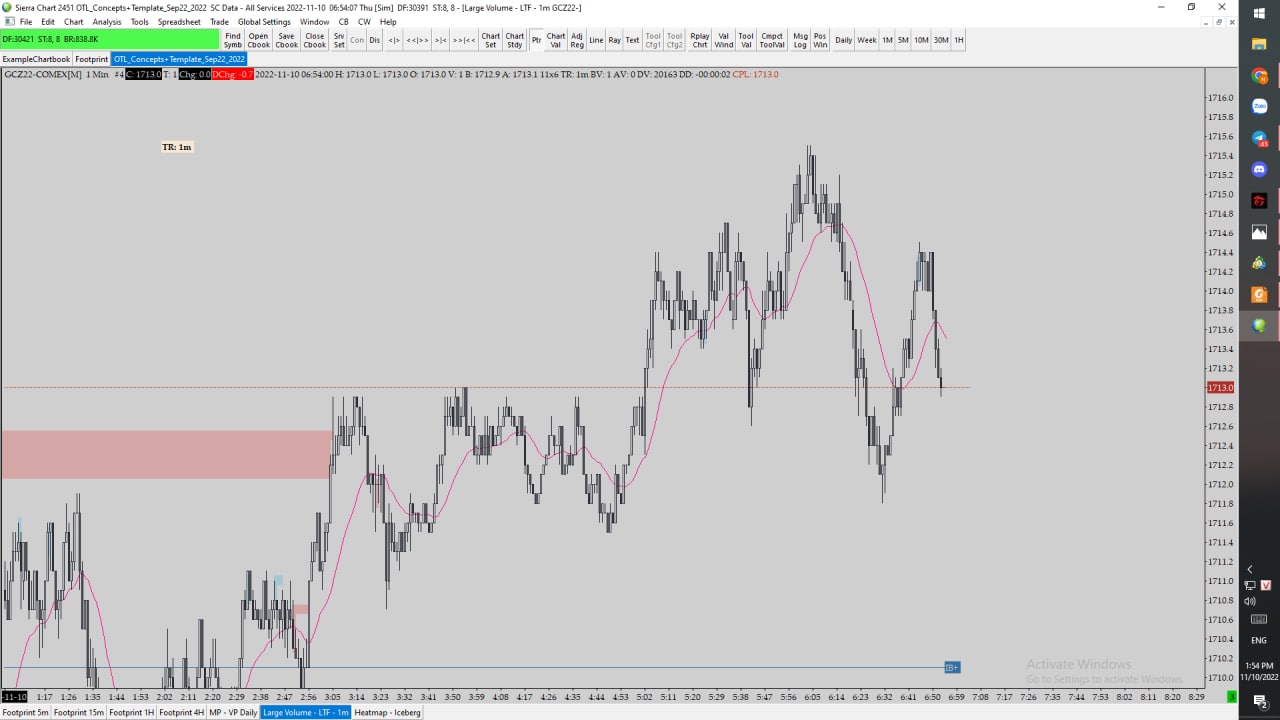 Sierra Chart 2451 OTL_Concepts+Template_Sep22_2022 SC Data - All Services 2022-11-10 06:54:07 Thu [Sim] DF:30391 ST:8, 8 - [Large Volume - LTF - 1m GCZ22-]
File Edit Chart Analysis Tools Spreadsheet Trade Global Settings Window CB CW Help
DF:30421 ST:8, 8 BR:838.8K
Find Symb Open Cbook Save Cbook Close Cbook Srv Set Con Dis <|> <<|>> >|< >>|<< Chart Set Chart Stdy Ptr Chart Val Adj Reg Line Ray Text Tool Cfg1 Tool Cfg2 Rplay Chrt Val Wind Tool Val Cmpct ToolVal Msg Log Pos Win Daily Week 1M 5M 10M 30M 1H
ExampleChartbook Footprint OTL_Concepts+Template_Sep22_2022
GCZ22-COMEX[M] 1 Min #4 C: 1713.0 T: 1 Chg: 0.0 DChg: -0.7 2022-11-10 06:54:00 H: 1713.0 L: 1713.0 O: 1713.0 V: 1 B: 1712.9 A: 1713.1 11x6 TR: 1m BV: 1 AV: 0 DV: 20163 DD: -00:00:02 CPL: 1713.0
TR: 1m
1716.0
1715.8
1715.6
1715.4
1715.2
1715.0
1714.8
1714.6
1714.4
1714.2
1714.0
1713.8
1713.6
1713.4
1713.2
1713.0
1712.8
1712.6
1712.4
1712.2
1712.0
1711.8
1711.6
1711.4
1711.2
1711.0
1710.8
1710.6
1710.4
1710.2
1710.0
IB+
Activate Windows
Go to Settings to activate Windows.
-11-10 1:17 1:26 1:35 1:44 1:53 2:02 2:11 2:20 2:29 2:38 2:47 2:56 3:05 3:14 3:23 3:32 3:41 3:50 3:59 4:08 4:17 4:26 4:35 4:44 4:53 5:02 5:11 5:20 5:29 5:38 5:47 5:56 6:05 6:14 6:23 6:32 6:41 6:50 6:59 7:08 7:17 7:26 7:35 7:44 7:53 8:02 8:11 8:20 8:29 3
Footprint 5m Footprint 15m Footprint 1H Footprint 4H MP - VP Daily Large Volume - LTF - 1m Heatmap - Iceberg
Zalo
ENG
1:54 PM
11/10/2022
2